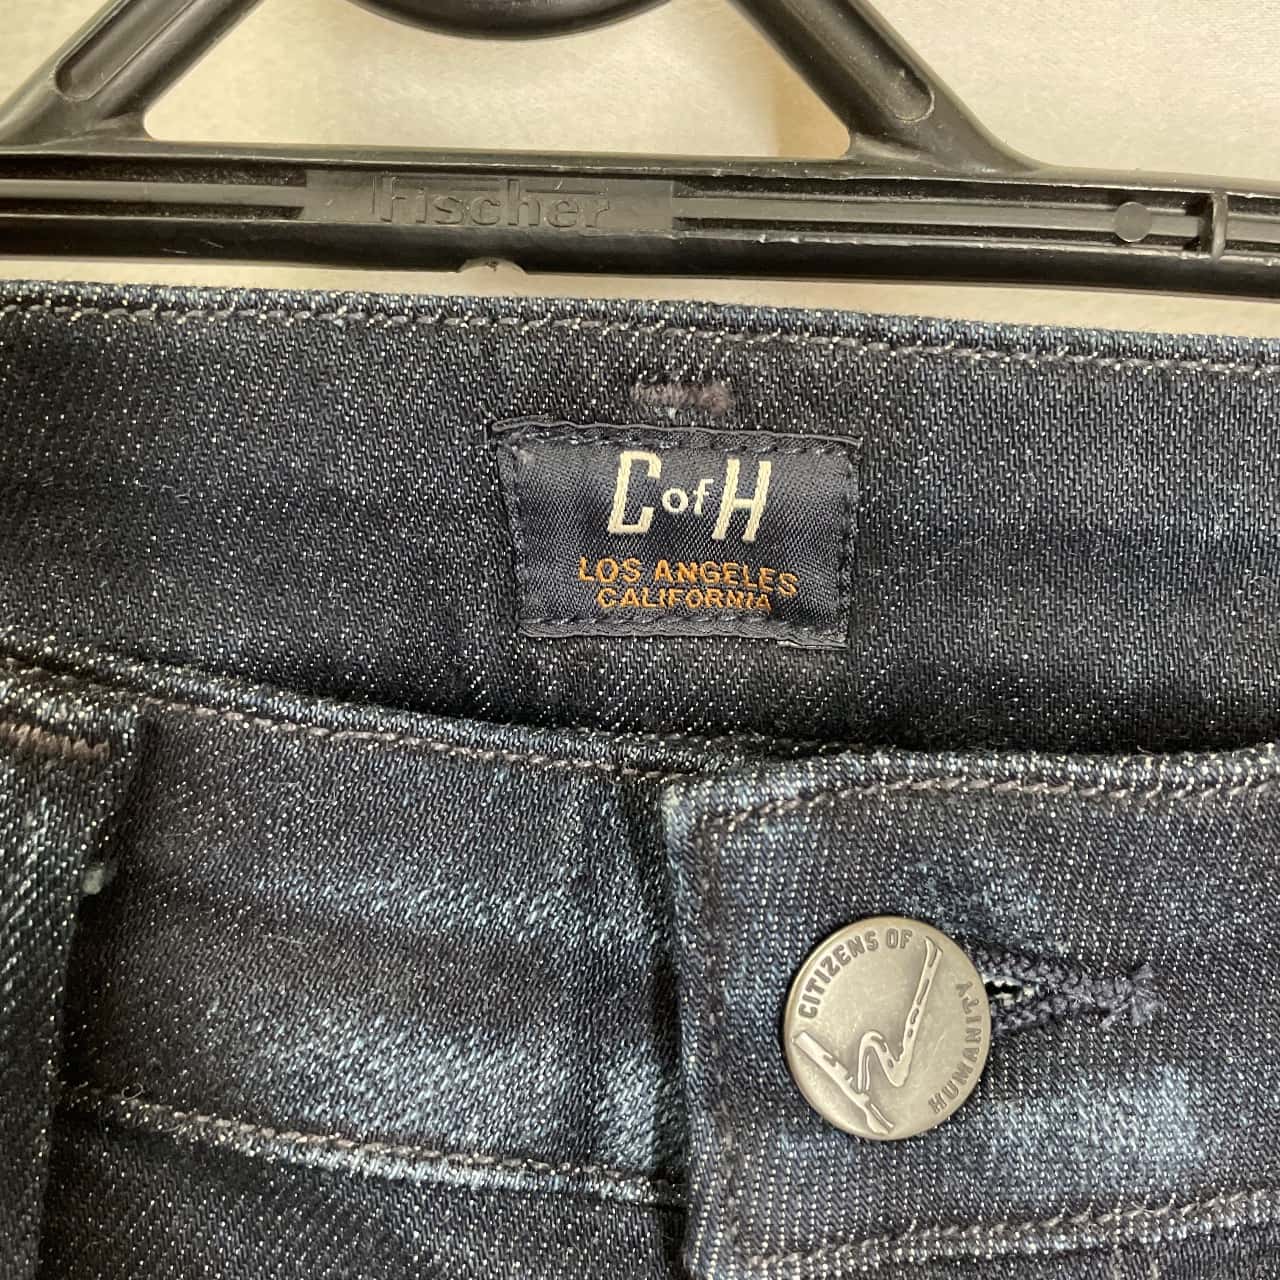 Fischer
C of H
LOS ANGELES
CALIFORNIA
CITIZENS OF
HUMANITY